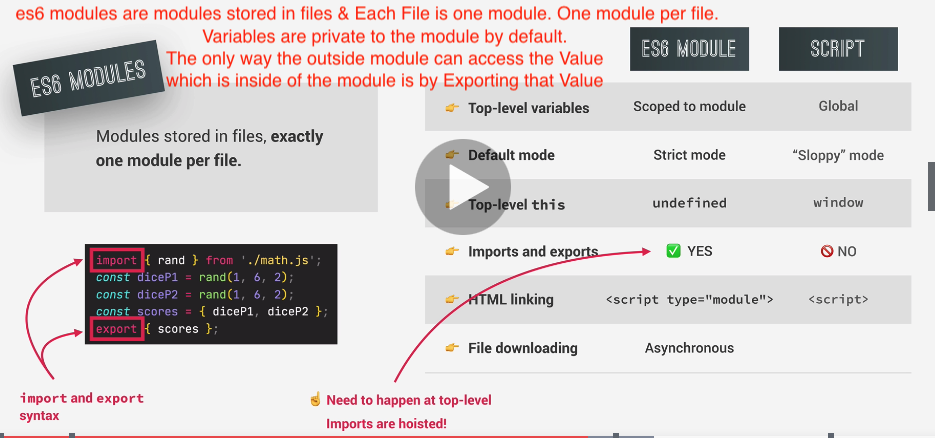 es6 modules are modules stored in files & Each File is one module. One module per file.
Variables are private to the module by default.
The only way the outside module can access the Value
which is inside of the module is by Exporting that Value
ES6 MODULES
Modules stored in files, exactly
one module per file.
import { rand } from './math.js';
const diceP1 = rand(1, 6, 2);
const diceP2 = rand(1, 6, 2);
const scores = { diceP1, diceP2 };
export { scores };
import and export
syntax
ES6 MODULE SCRIPT
👉 Top-level variables Scoped to module Global
👉 Default mode Strict mode “Sloppy” mode
👉 Top-level this undefined window
👉 Imports and exports ✅ YES 🚫 NO
👉 HTML linking <script type="module"> <script>
👉 File downloading Asynchronous
☝️ Need to happen at top-level
Imports are hoisted!